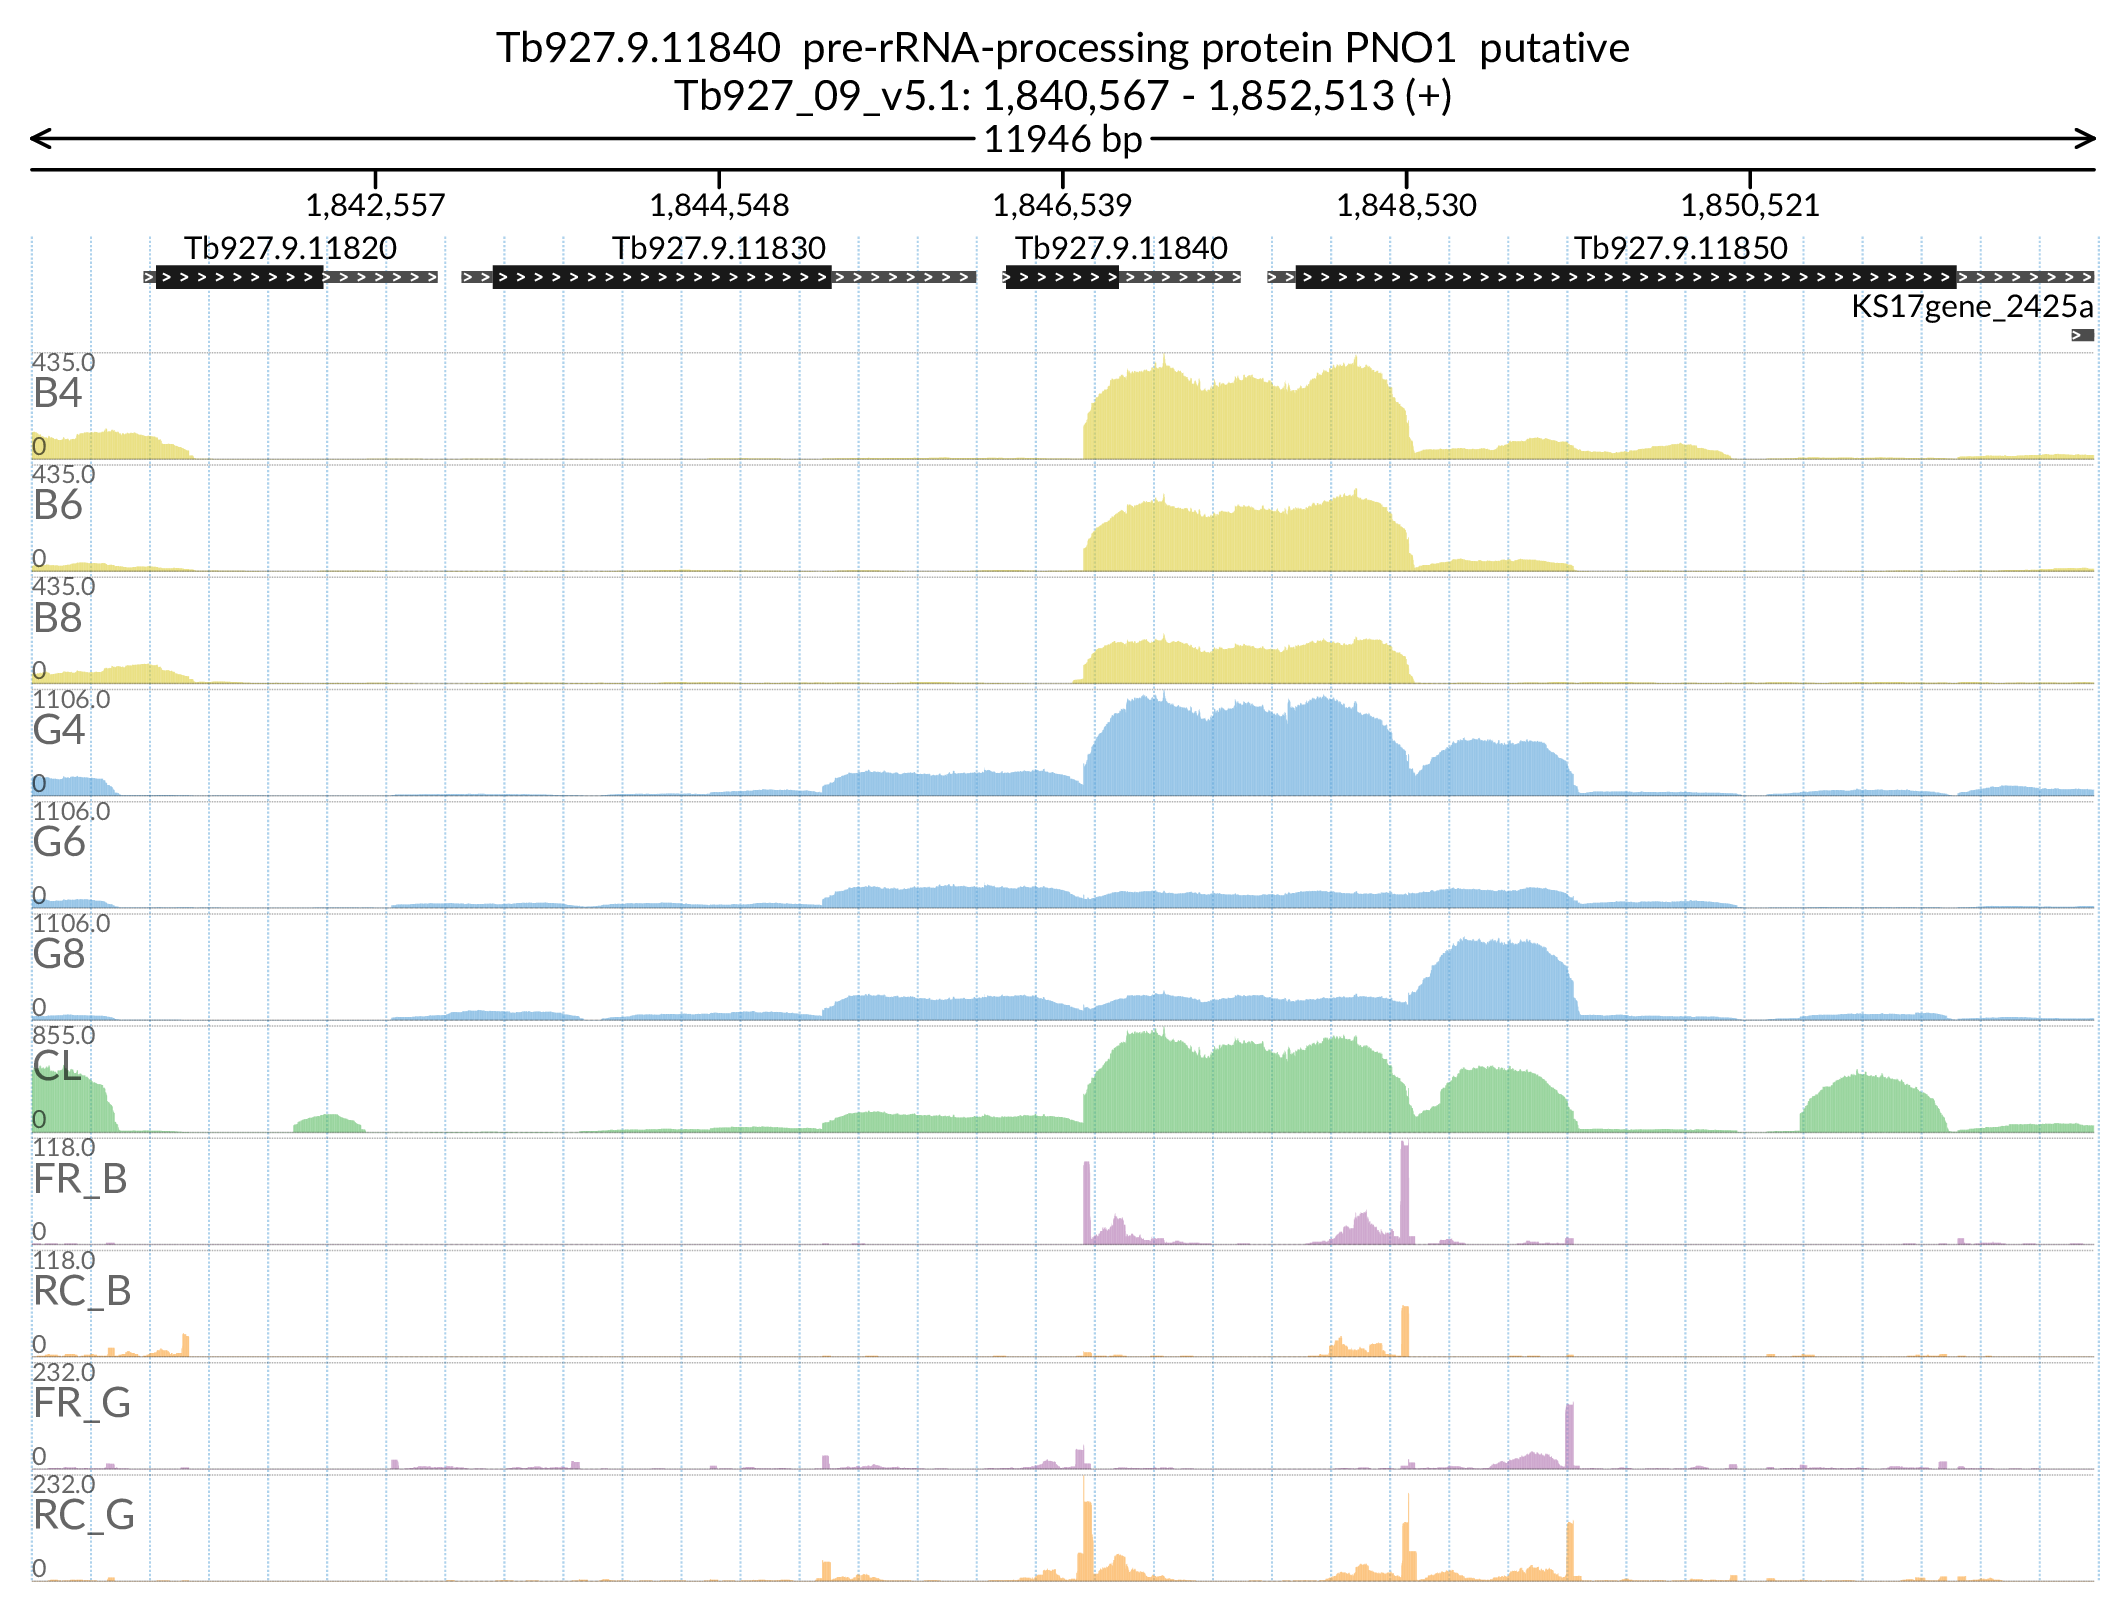 Tb927.9.11840 pre-rRNA-processing protein PNO1 putative
Tb927_09_v5.1: 1,840,567 - 1,852,513 (+)
11946 bp
1,842,557 1,844,548 1,846,539 1,848,530 1,850,521
Tb927.9.11820 Tb927.9.11830 Tb927.9.11840 Tb927.9.11850
KS17gene_2425a
435.0
B4
0
435.0
B6
0
435.0
B8
0
1106.0
G4
0
1106.0
G6
0
1106.0
G8
0
855.0
CL
0
118.0
FR_B
0
118.0
RC_B
0
232.0
FR_G
0
232.0
RC_G
0